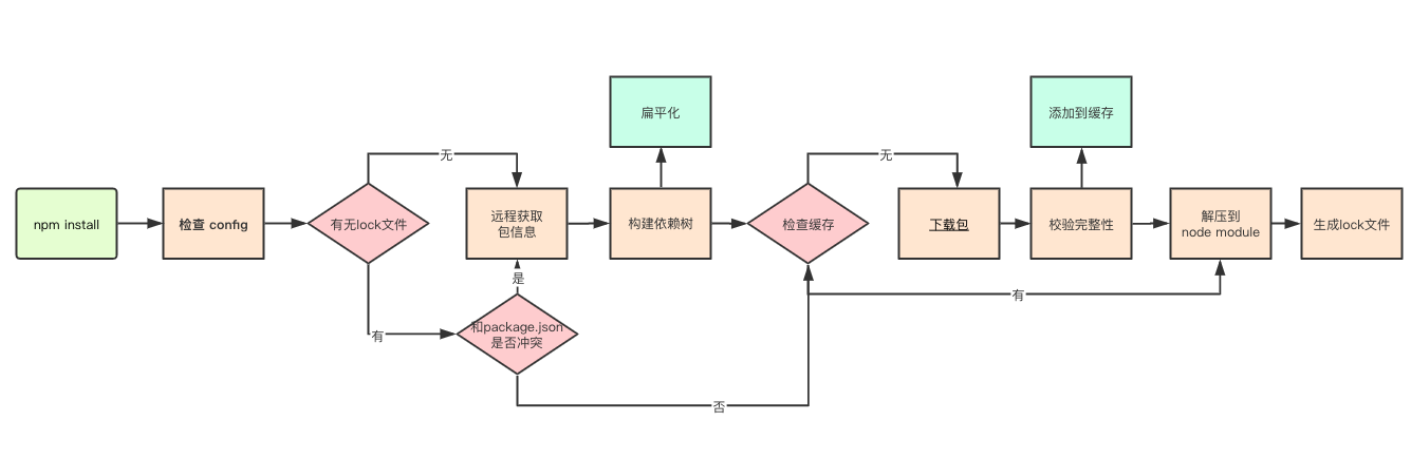 扁平化
添加到缓存
无
无
npm install
检查 config
有无lock文件
远程获取
包信息
构建依赖树
检查缓存
下载包
校验完整性
解压到
node module
生成lock文件
是
有
有
和package.json
是否冲突
否